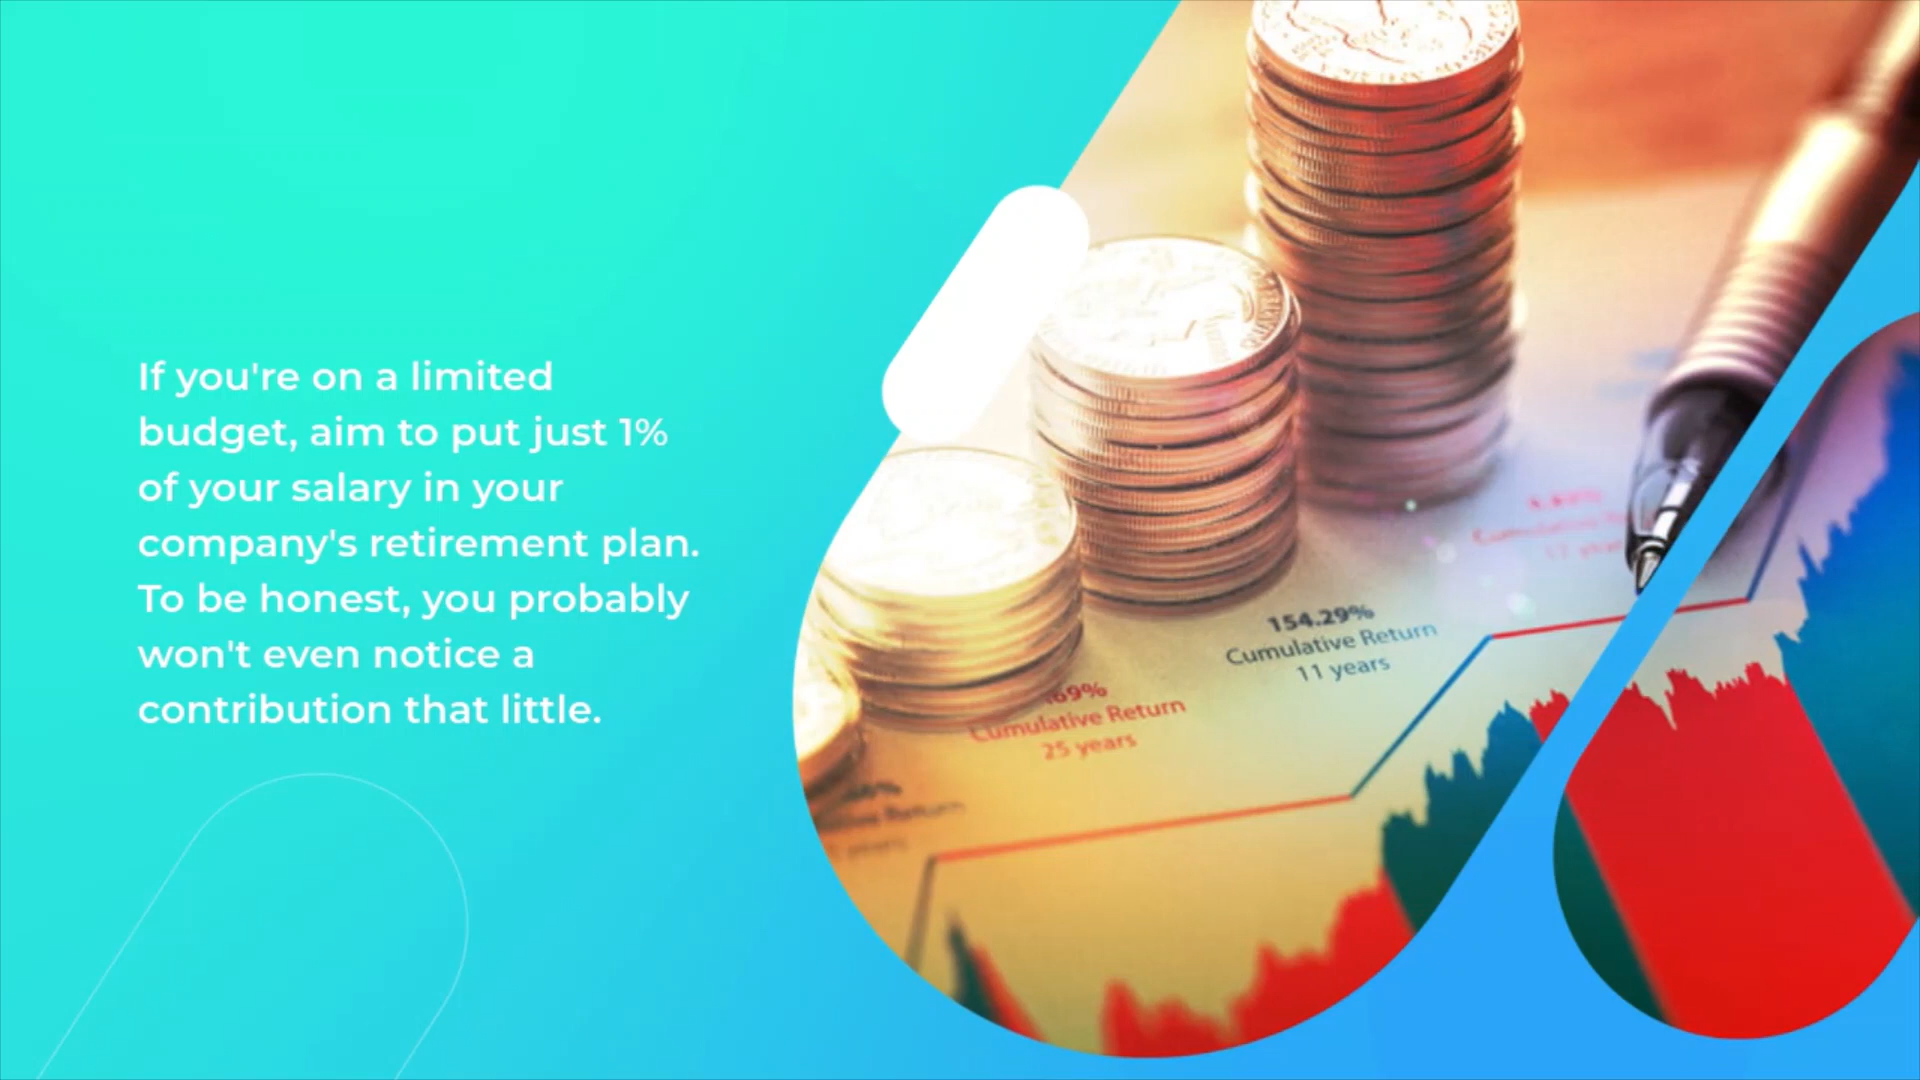 If you're on a limited
budget, aim to put just 1%
of your salary in your
company's retirement plan.
To be honest, you probably
won't even notice a
contribution that little.
154.29%
Cumulative Return
11 years
Cumulative Return
25 years